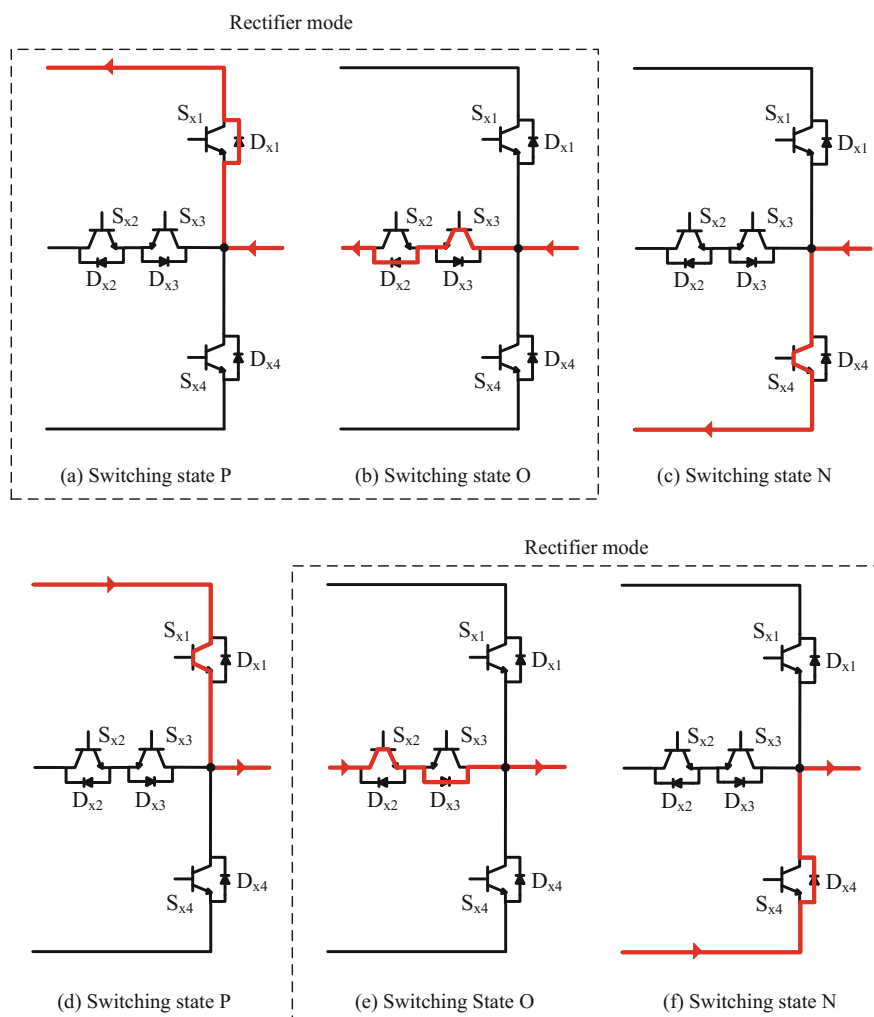 Rectifier mode
Sx1
Dx1
Sx2
Sx3
Dx2
Dx3
Sx4
Dx4
(a) Switching state P
Sx1
Dx1
Sx2
Sx3
Dx2
Dx3
Sx4
Dx4
(b) Switching state O
Sx1
Dx1
Sx2
Sx3
Dx2
Dx3
Sx4
Dx4
(c) Switching state N
Rectifier mode
Sx1
Dx1
Sx2
Sx3
Dx2
Dx3
Sx4
Dx4
(d) Switching state P
Sx1
Dx1
Sx2
Sx3
Dx2
Dx3
Sx4
Dx4
(e) Switching State O
Sx1
Dx1
Sx2
Sx3
Dx2
Dx3
Sx4
Dx4
(f) Switching state N